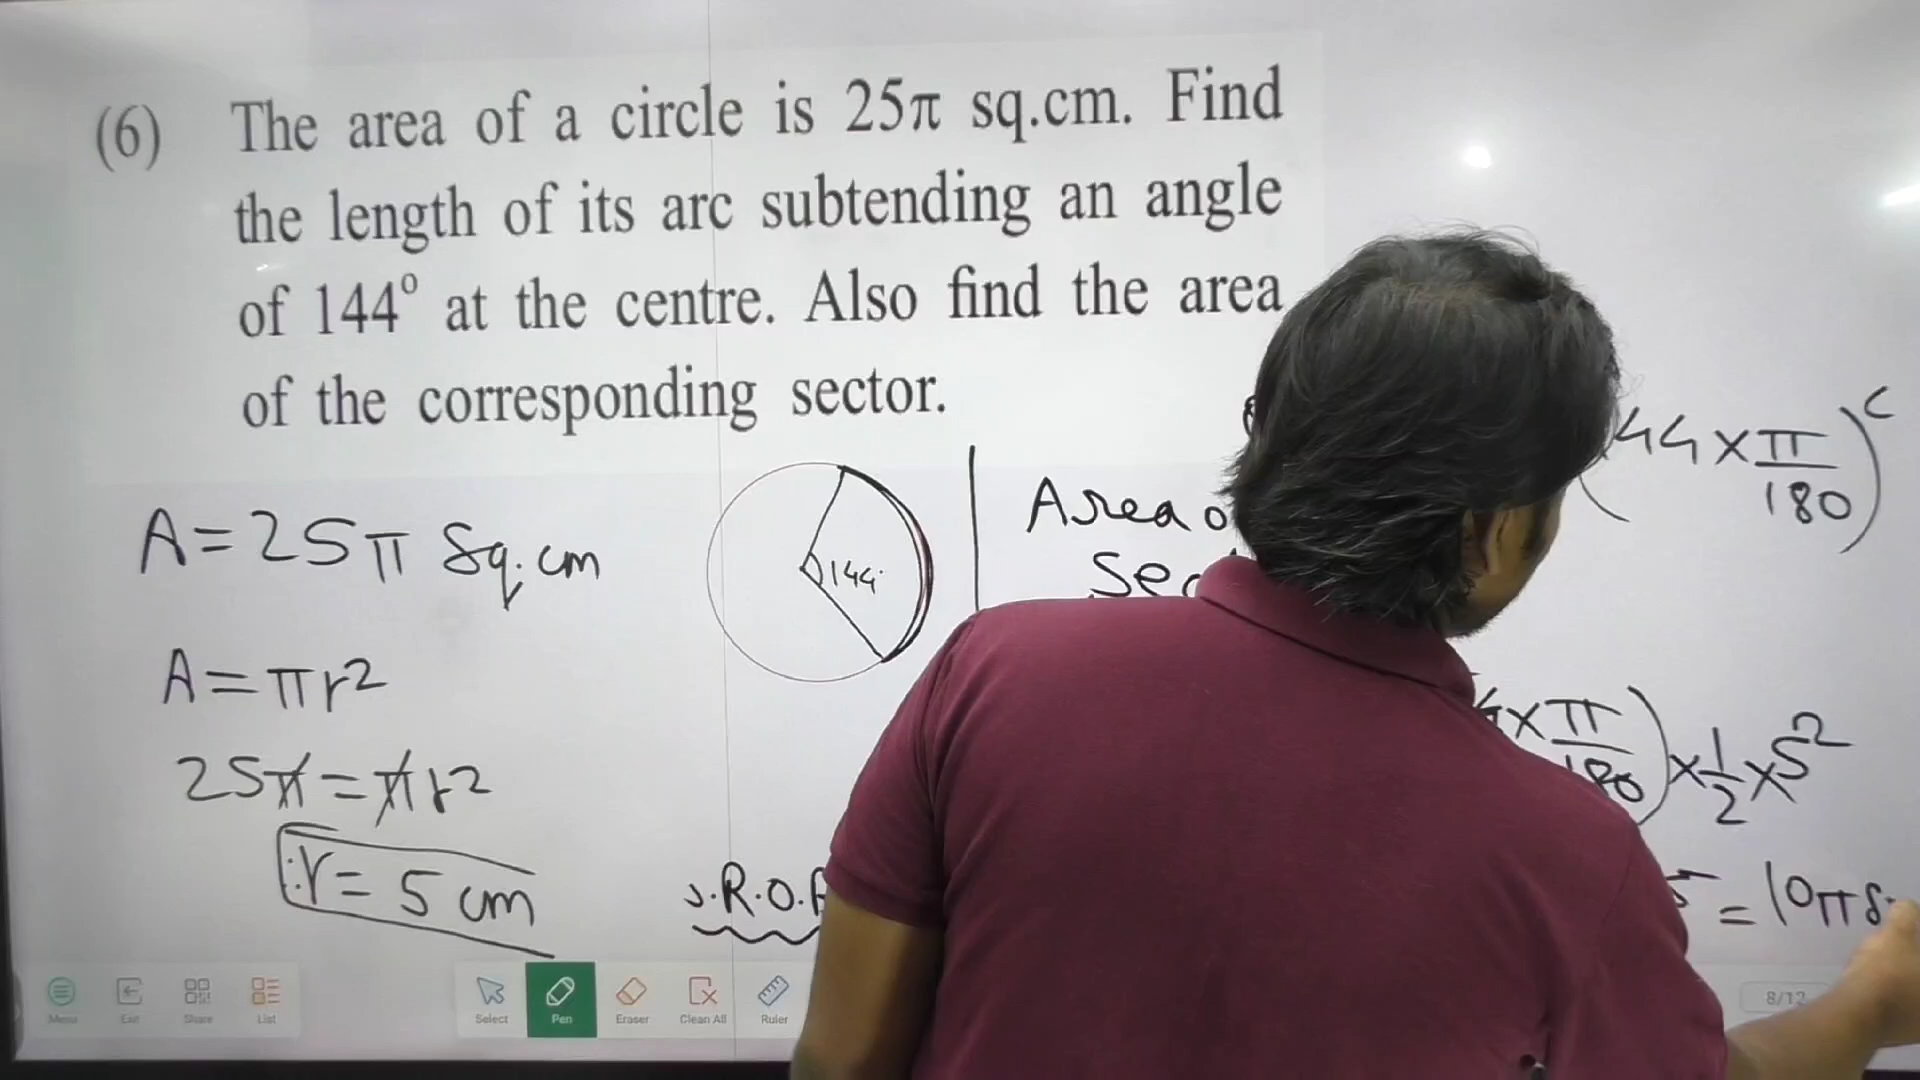 (6) The area of a circle is 25π sq.cm. Find
the length of its arc subtending an angle
of 144° at the centre. Also find the area
of the corresponding sector.
A = 25π sq.cm
A = πr²
25π = πr²
∴ r = 5 cm
144°
Area
44 × π/180)ᶜ
× π/180) × 1/2 × 5²
= 10π
Menu Exit Share List Select Pen Eraser Clean All Ruler
8/12